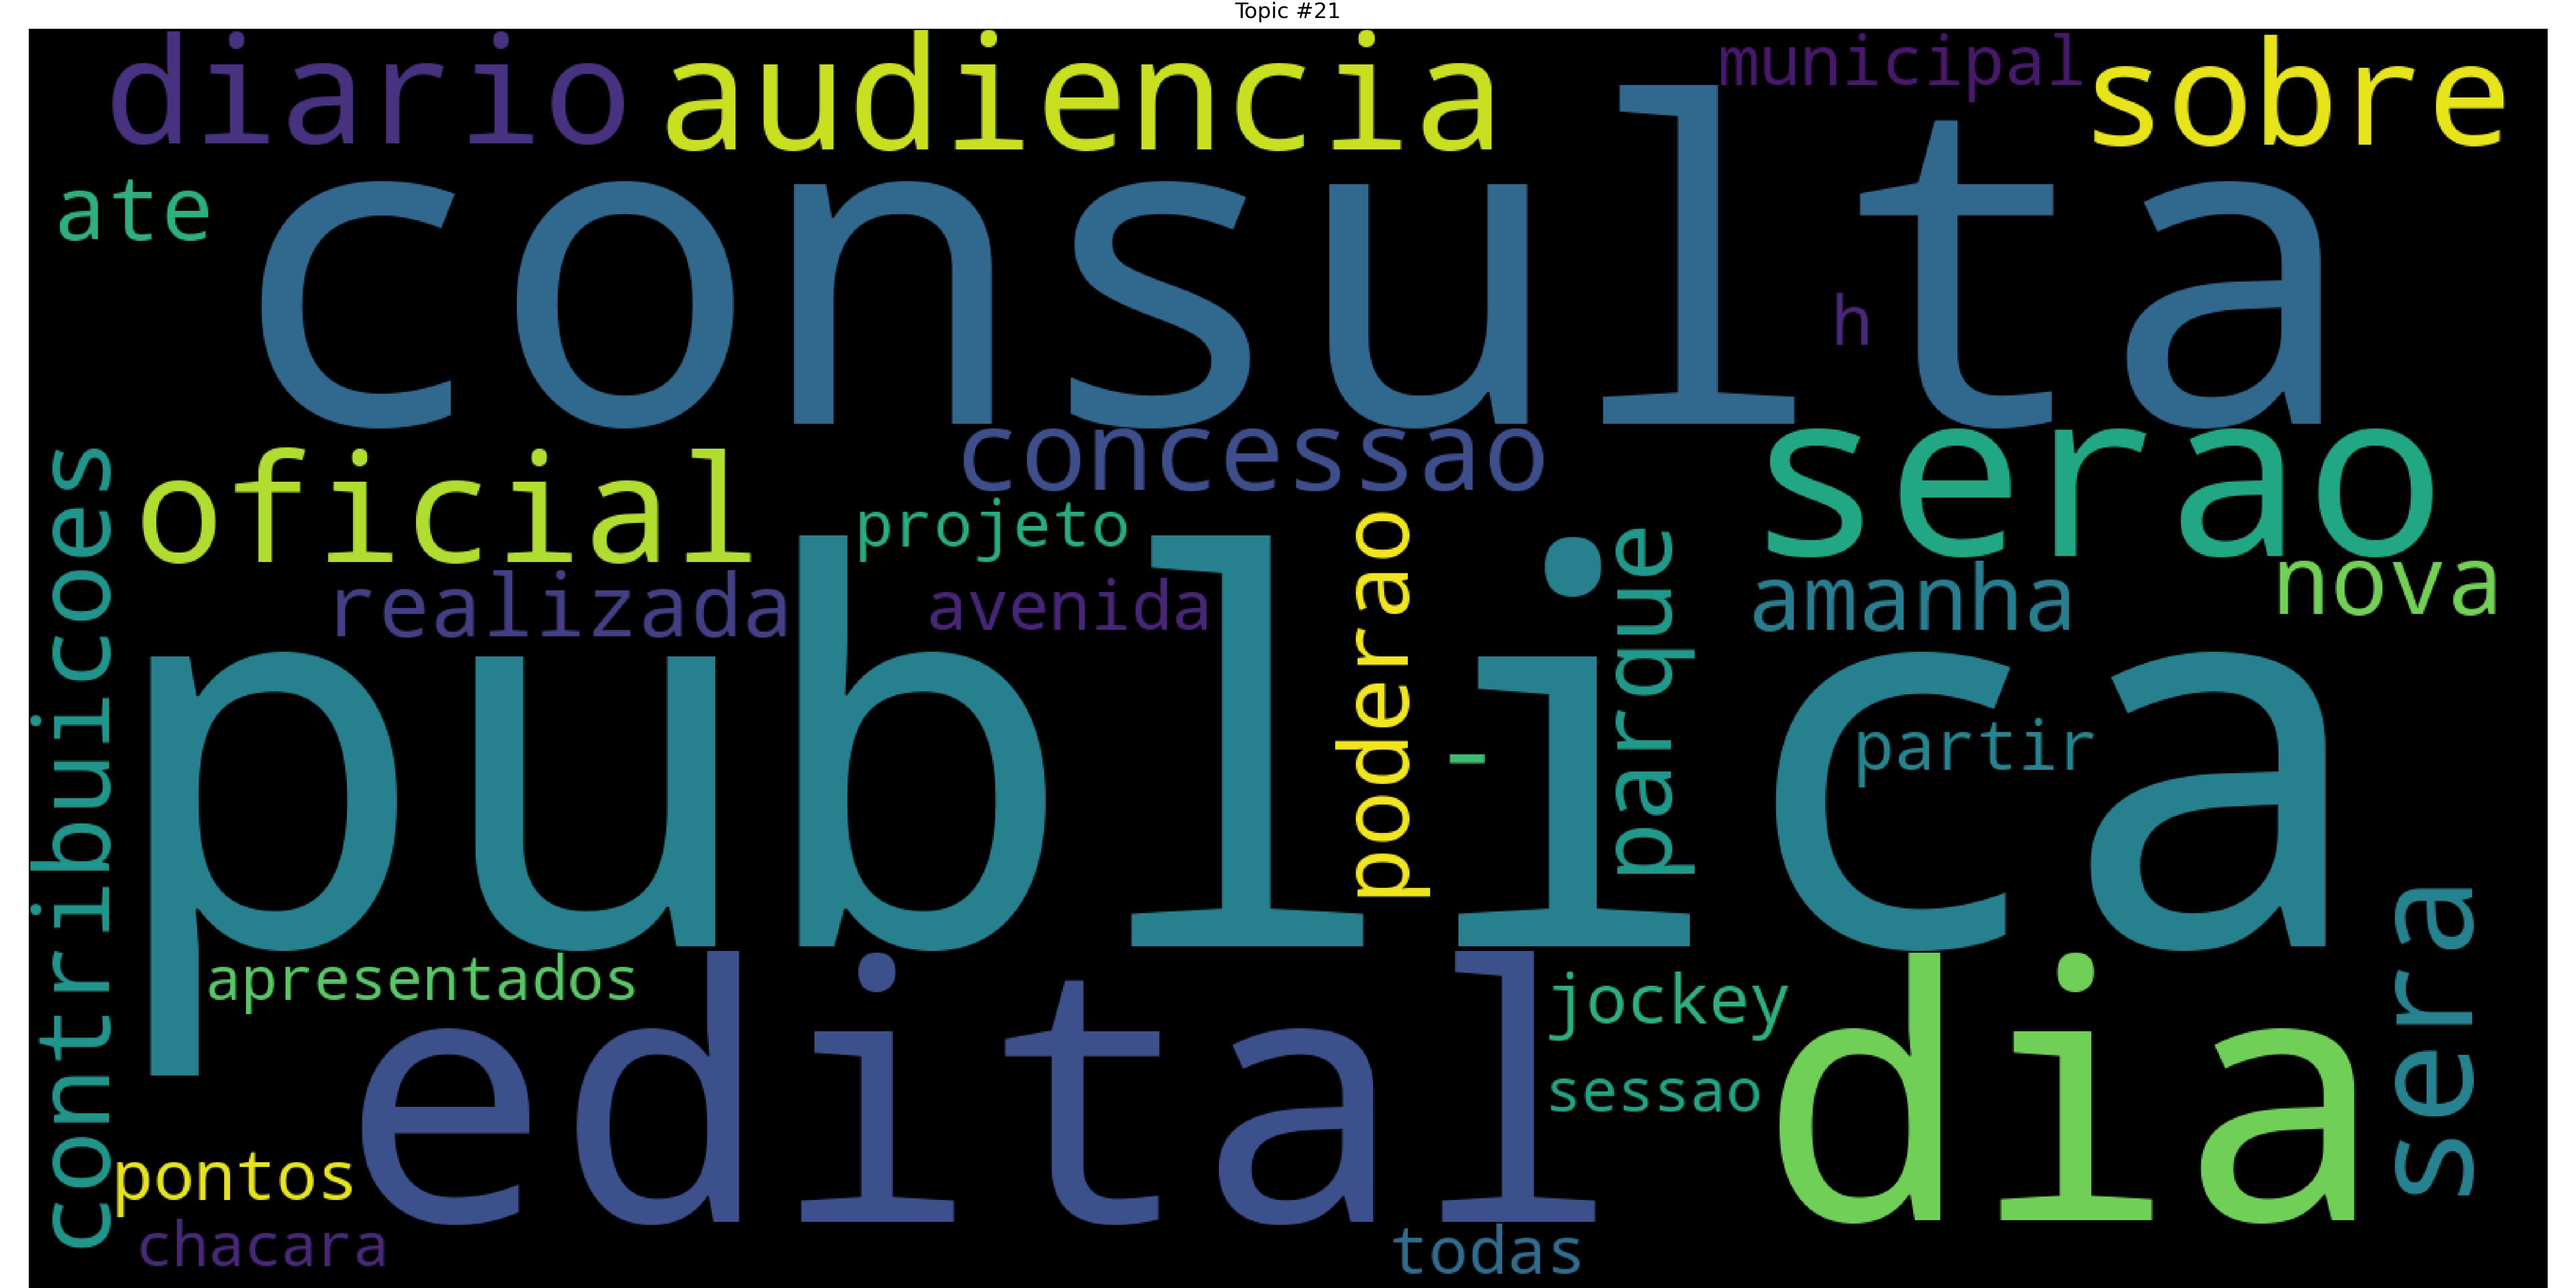 Topic #21
diario
audiencia
municipal
sobre
ate
consulta
h
oficial
concessao
serao
projeto
realizada
avenida
poderao
parque
amanha
nova
contribuicoes
publica
-
partir
apresentados
edital
jockey
sessao
dia
sera
pontos
chacara
todas